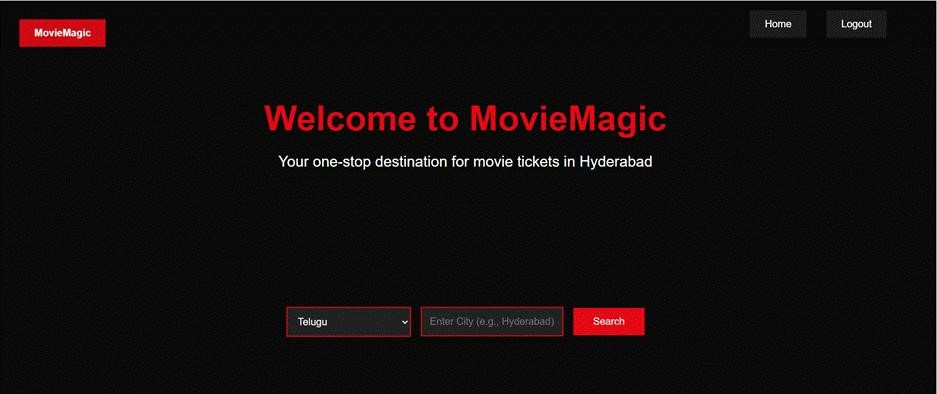 MovieMagic
Home
Logout
Welcome to MovieMagic
Your one-stop destination for movie tickets in Hyderabad
Telugu
Enter City (e.g., Hyderabad)
Search